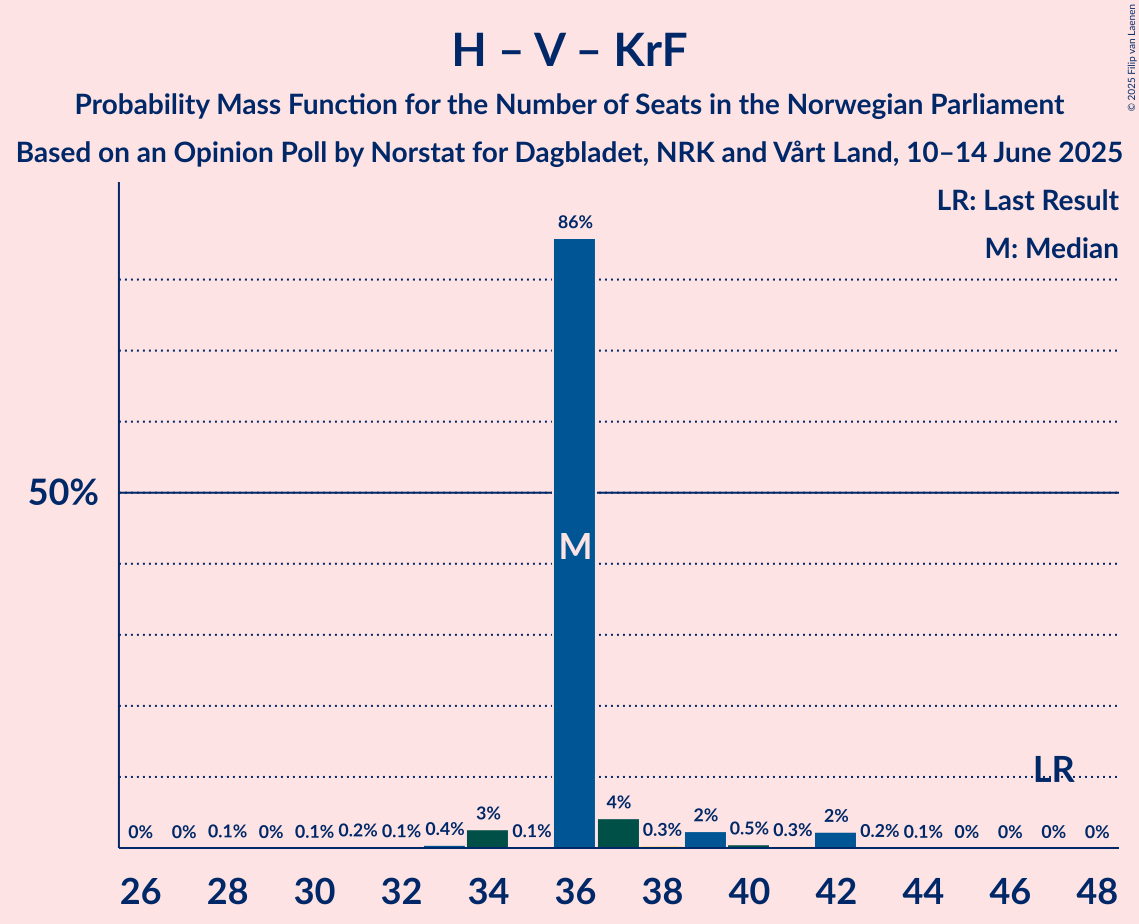 H – V – KrF
Probability Mass Function for the Number of Seats in the Norwegian Parliament
Based on an Opinion Poll by Norstat for Dagbladet, NRK and Vårt Land, 10–14 June 2025
© 2025 Filip van Laenen
LR: Last Result
M: Median
86%
50%
M
LR
0% 0% 0.1% 0% 0.1% 0.2% 0.1% 0.4% 3% 0.1% 4% 0.3% 2% 0.5% 0.3% 2% 0.2% 0.1% 0% 0% 0% 0%
26 28 30 32 34 36 38 40 42 44 46 48